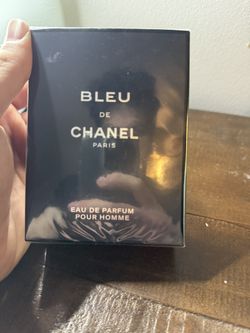 BLEU
DE
CHANEL
PARIS
EAU DE PARFUM
POUR HOMME